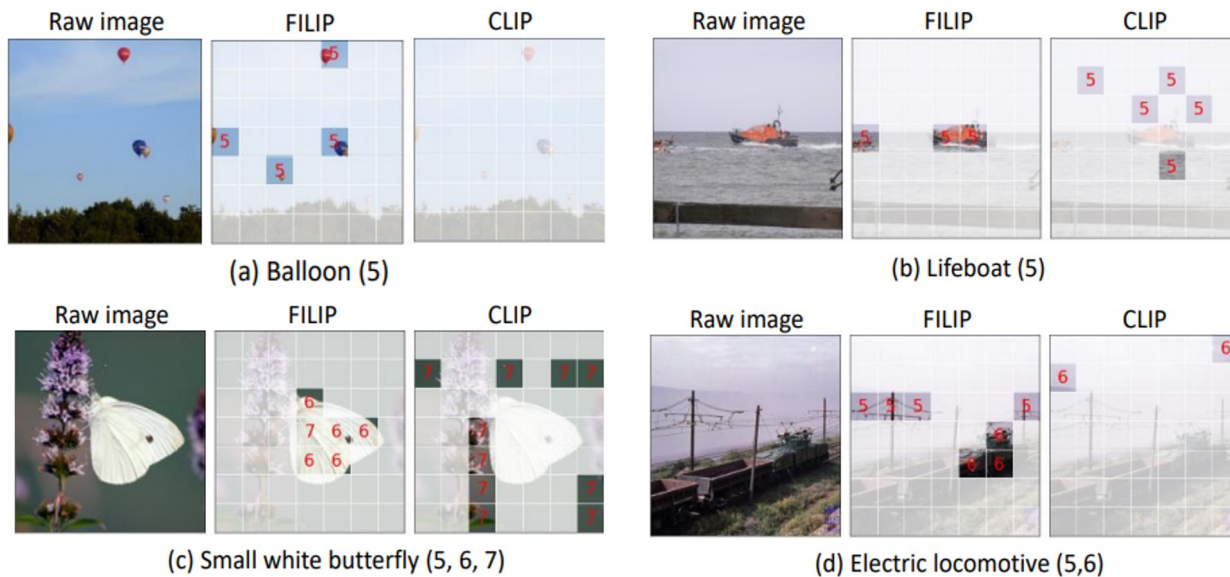 Raw image FILIP CLIP
5
5 5
5
(a) Balloon (5)
Raw image FILIP CLIP
5 5
5 5
5 5 5
5
(b) Lifeboat (5)
Raw image FILIP CLIP
7 7 7 7
6
7 6 6 7
6 6 7
7 7
7 7
(c) Small white butterfly (5, 6, 7)
Raw image FILIP CLIP
6
6
5 5 5 5
6
6 6
(d) Electric locomotive (5,6)